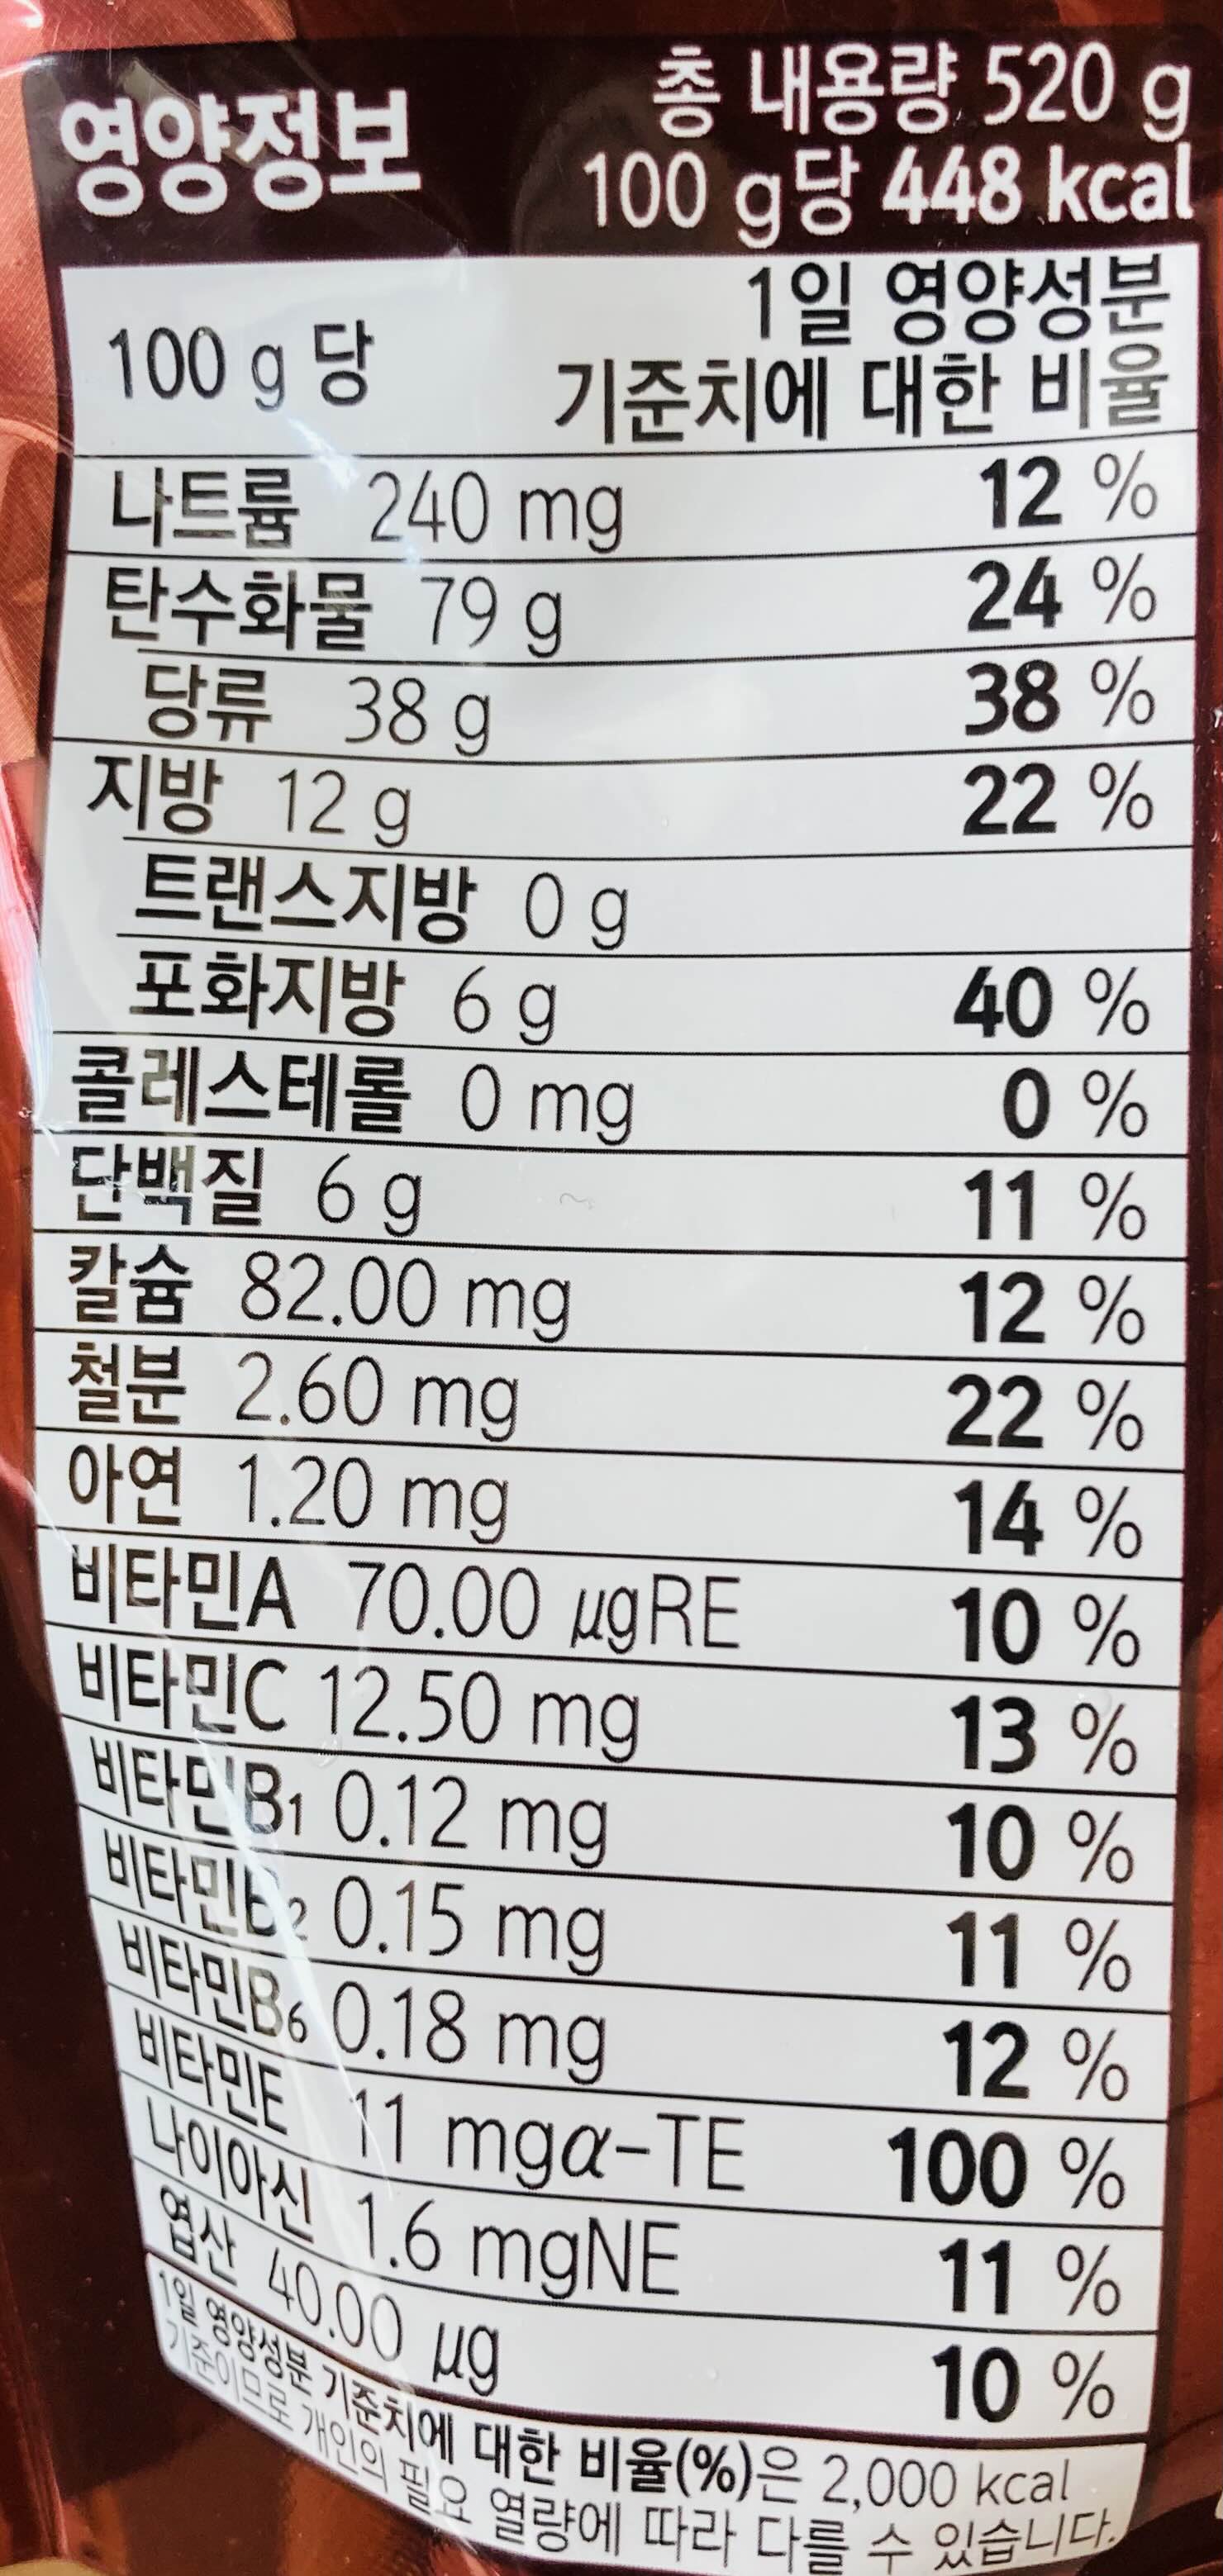 영양정보
총 내용량 520 g
100 g당 448 kcal
100 g 당
1일 영양성분
기준치에 대한 비율
나트륨 240 mg 12 %
탄수화물 79 g 24 %
당류 38 g 38 %
지방 12 g 22 %
트랜스지방 0 g
포화지방 6 g 40 %
콜레스테롤 0 mg 0 %
단백질 6 g 11 %
칼슘 82.00 mg 12 %
철분 2.60 mg 22 %
아연 1.20 mg 14 %
비타민A 70.00 µgRE 10 %
비타민C 12.50 mg 13 %
비타민B₁ 0.12 mg 10 %
비타민B₂ 0.15 mg 11 %
비타민B₆ 0.18 mg 12 %
비타민E 11 mgα-TE 100 %
나이아신 1.6 mgNE 11 %
엽산 40.00 µg 10 %
1일 영양성분 기준치에 대한 비율(%)은 2,000 kcal
기준이므로 개인의 필요 열량에 따라 다를 수 있습니다.